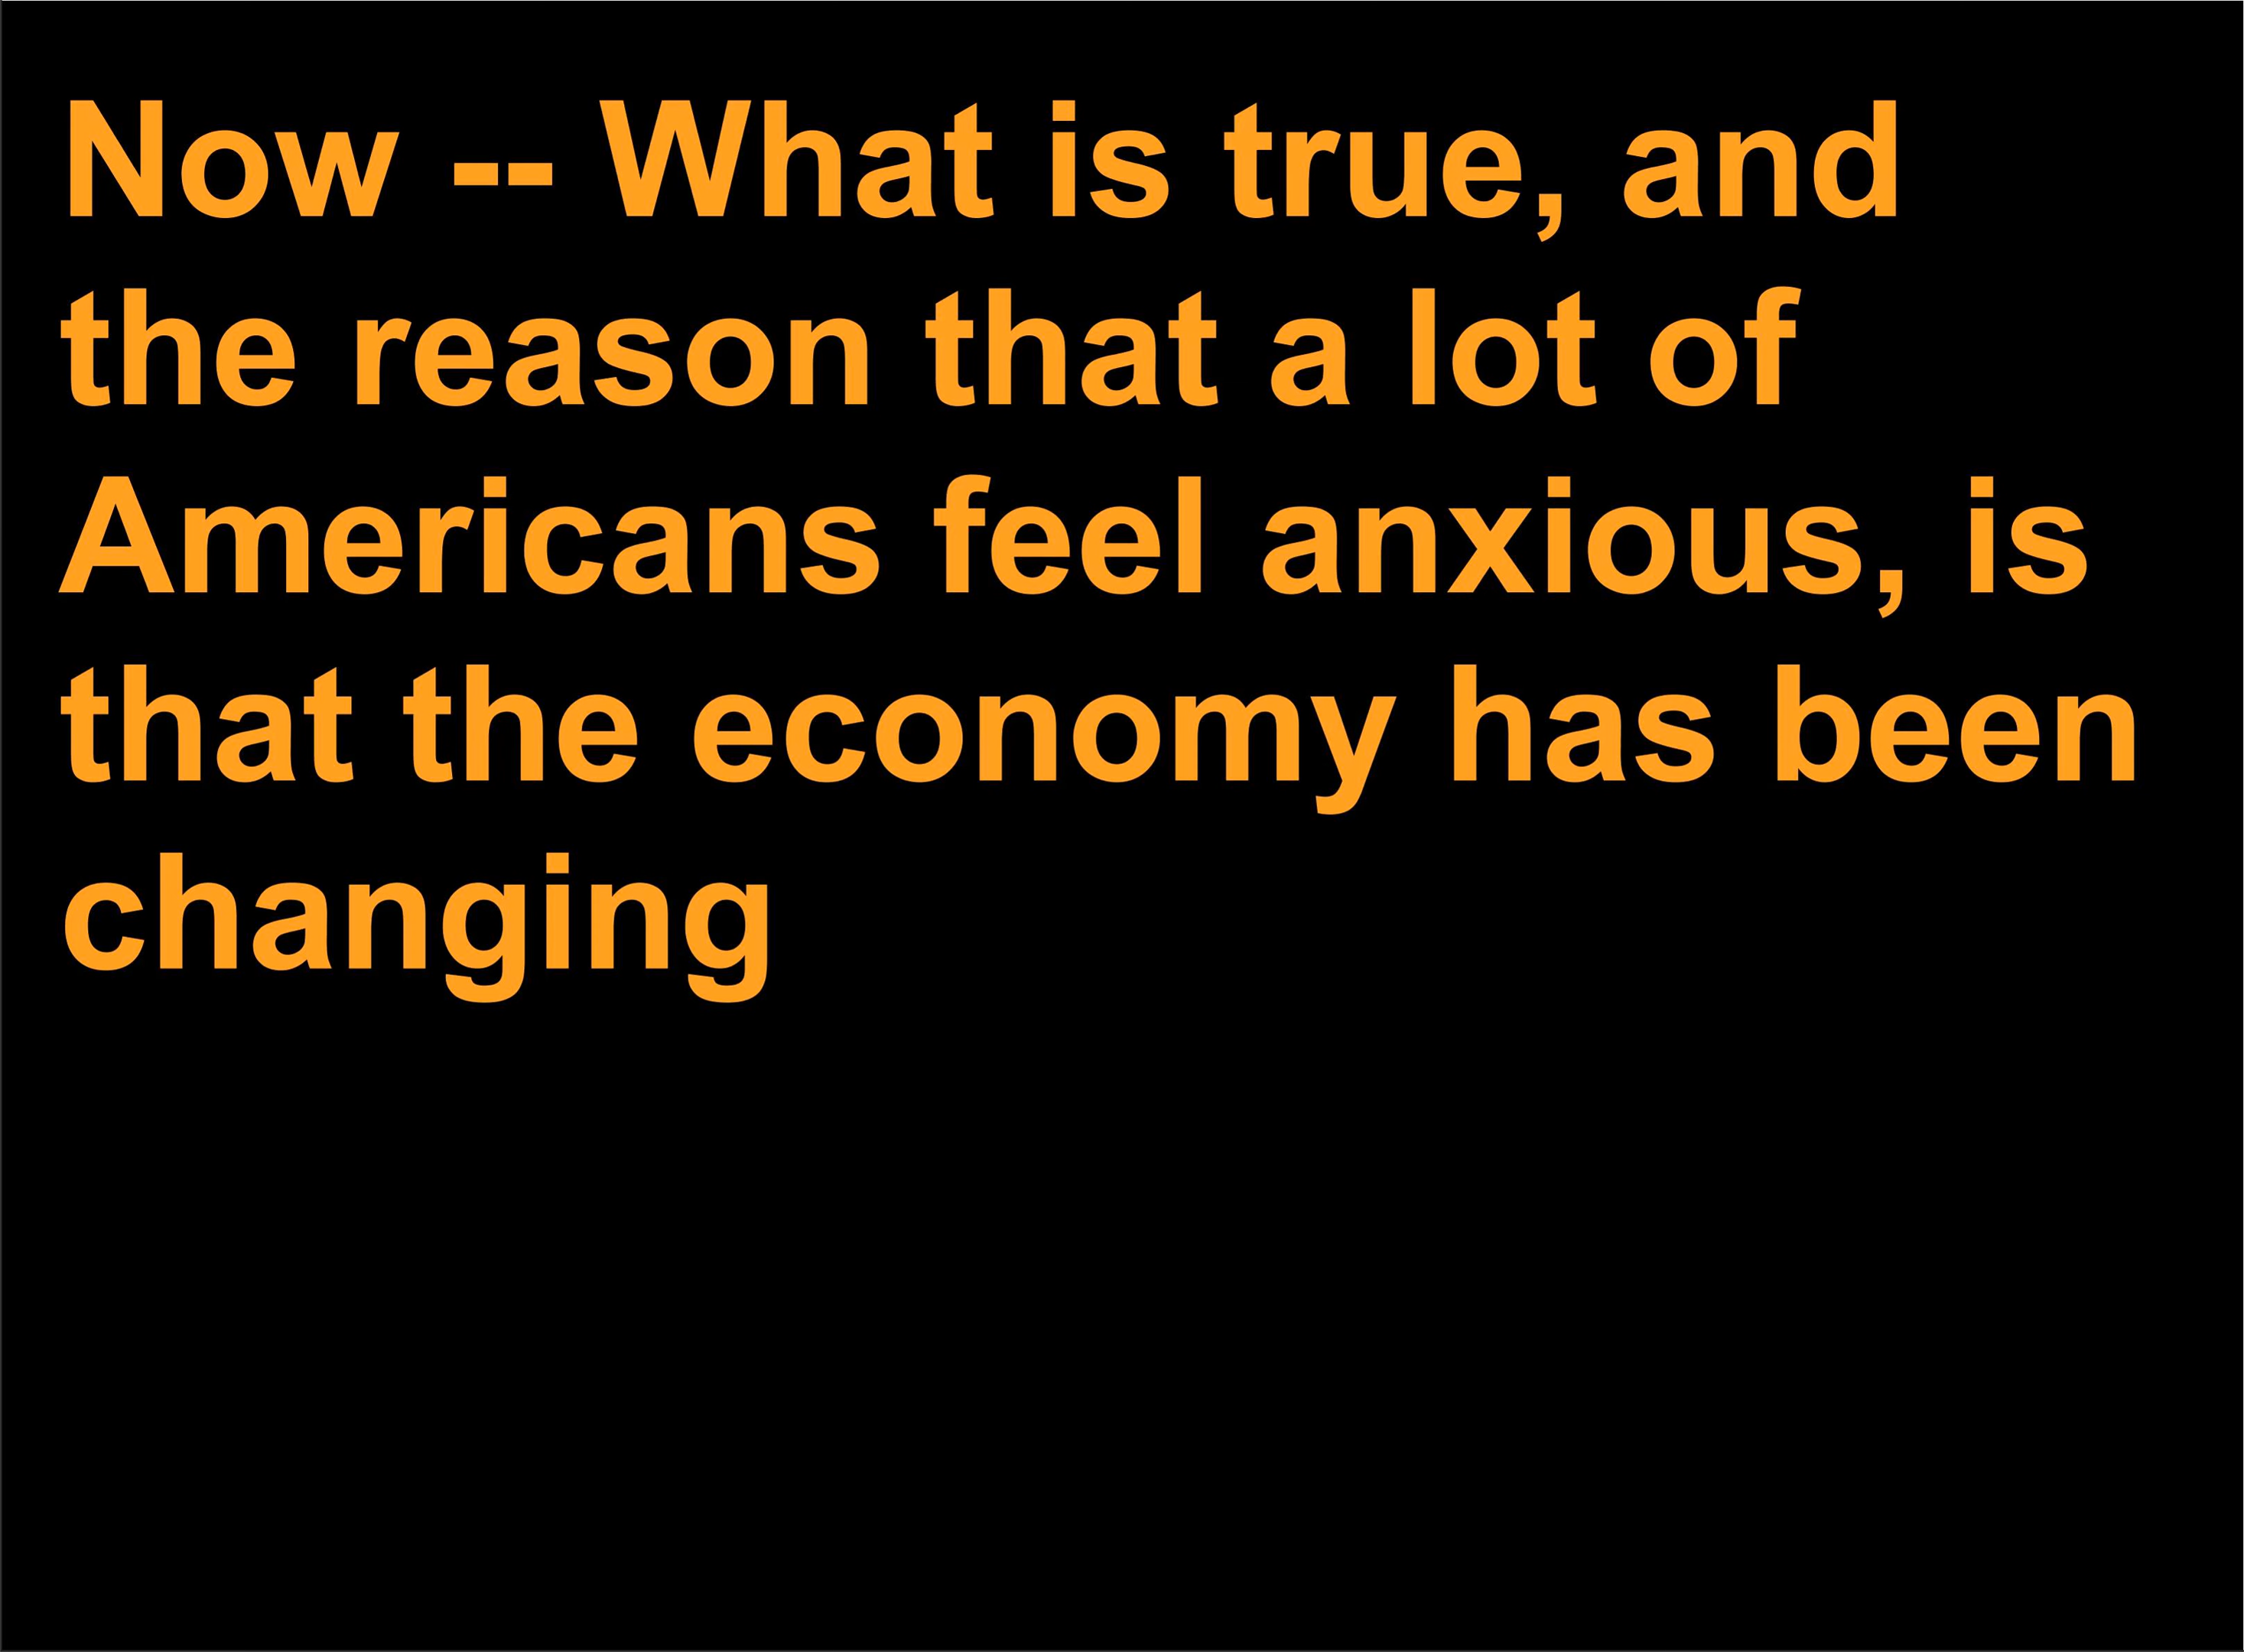 Now -- What is true, and
the reason that a lot of
Americans feel anxious, is
that the economy has been
changing